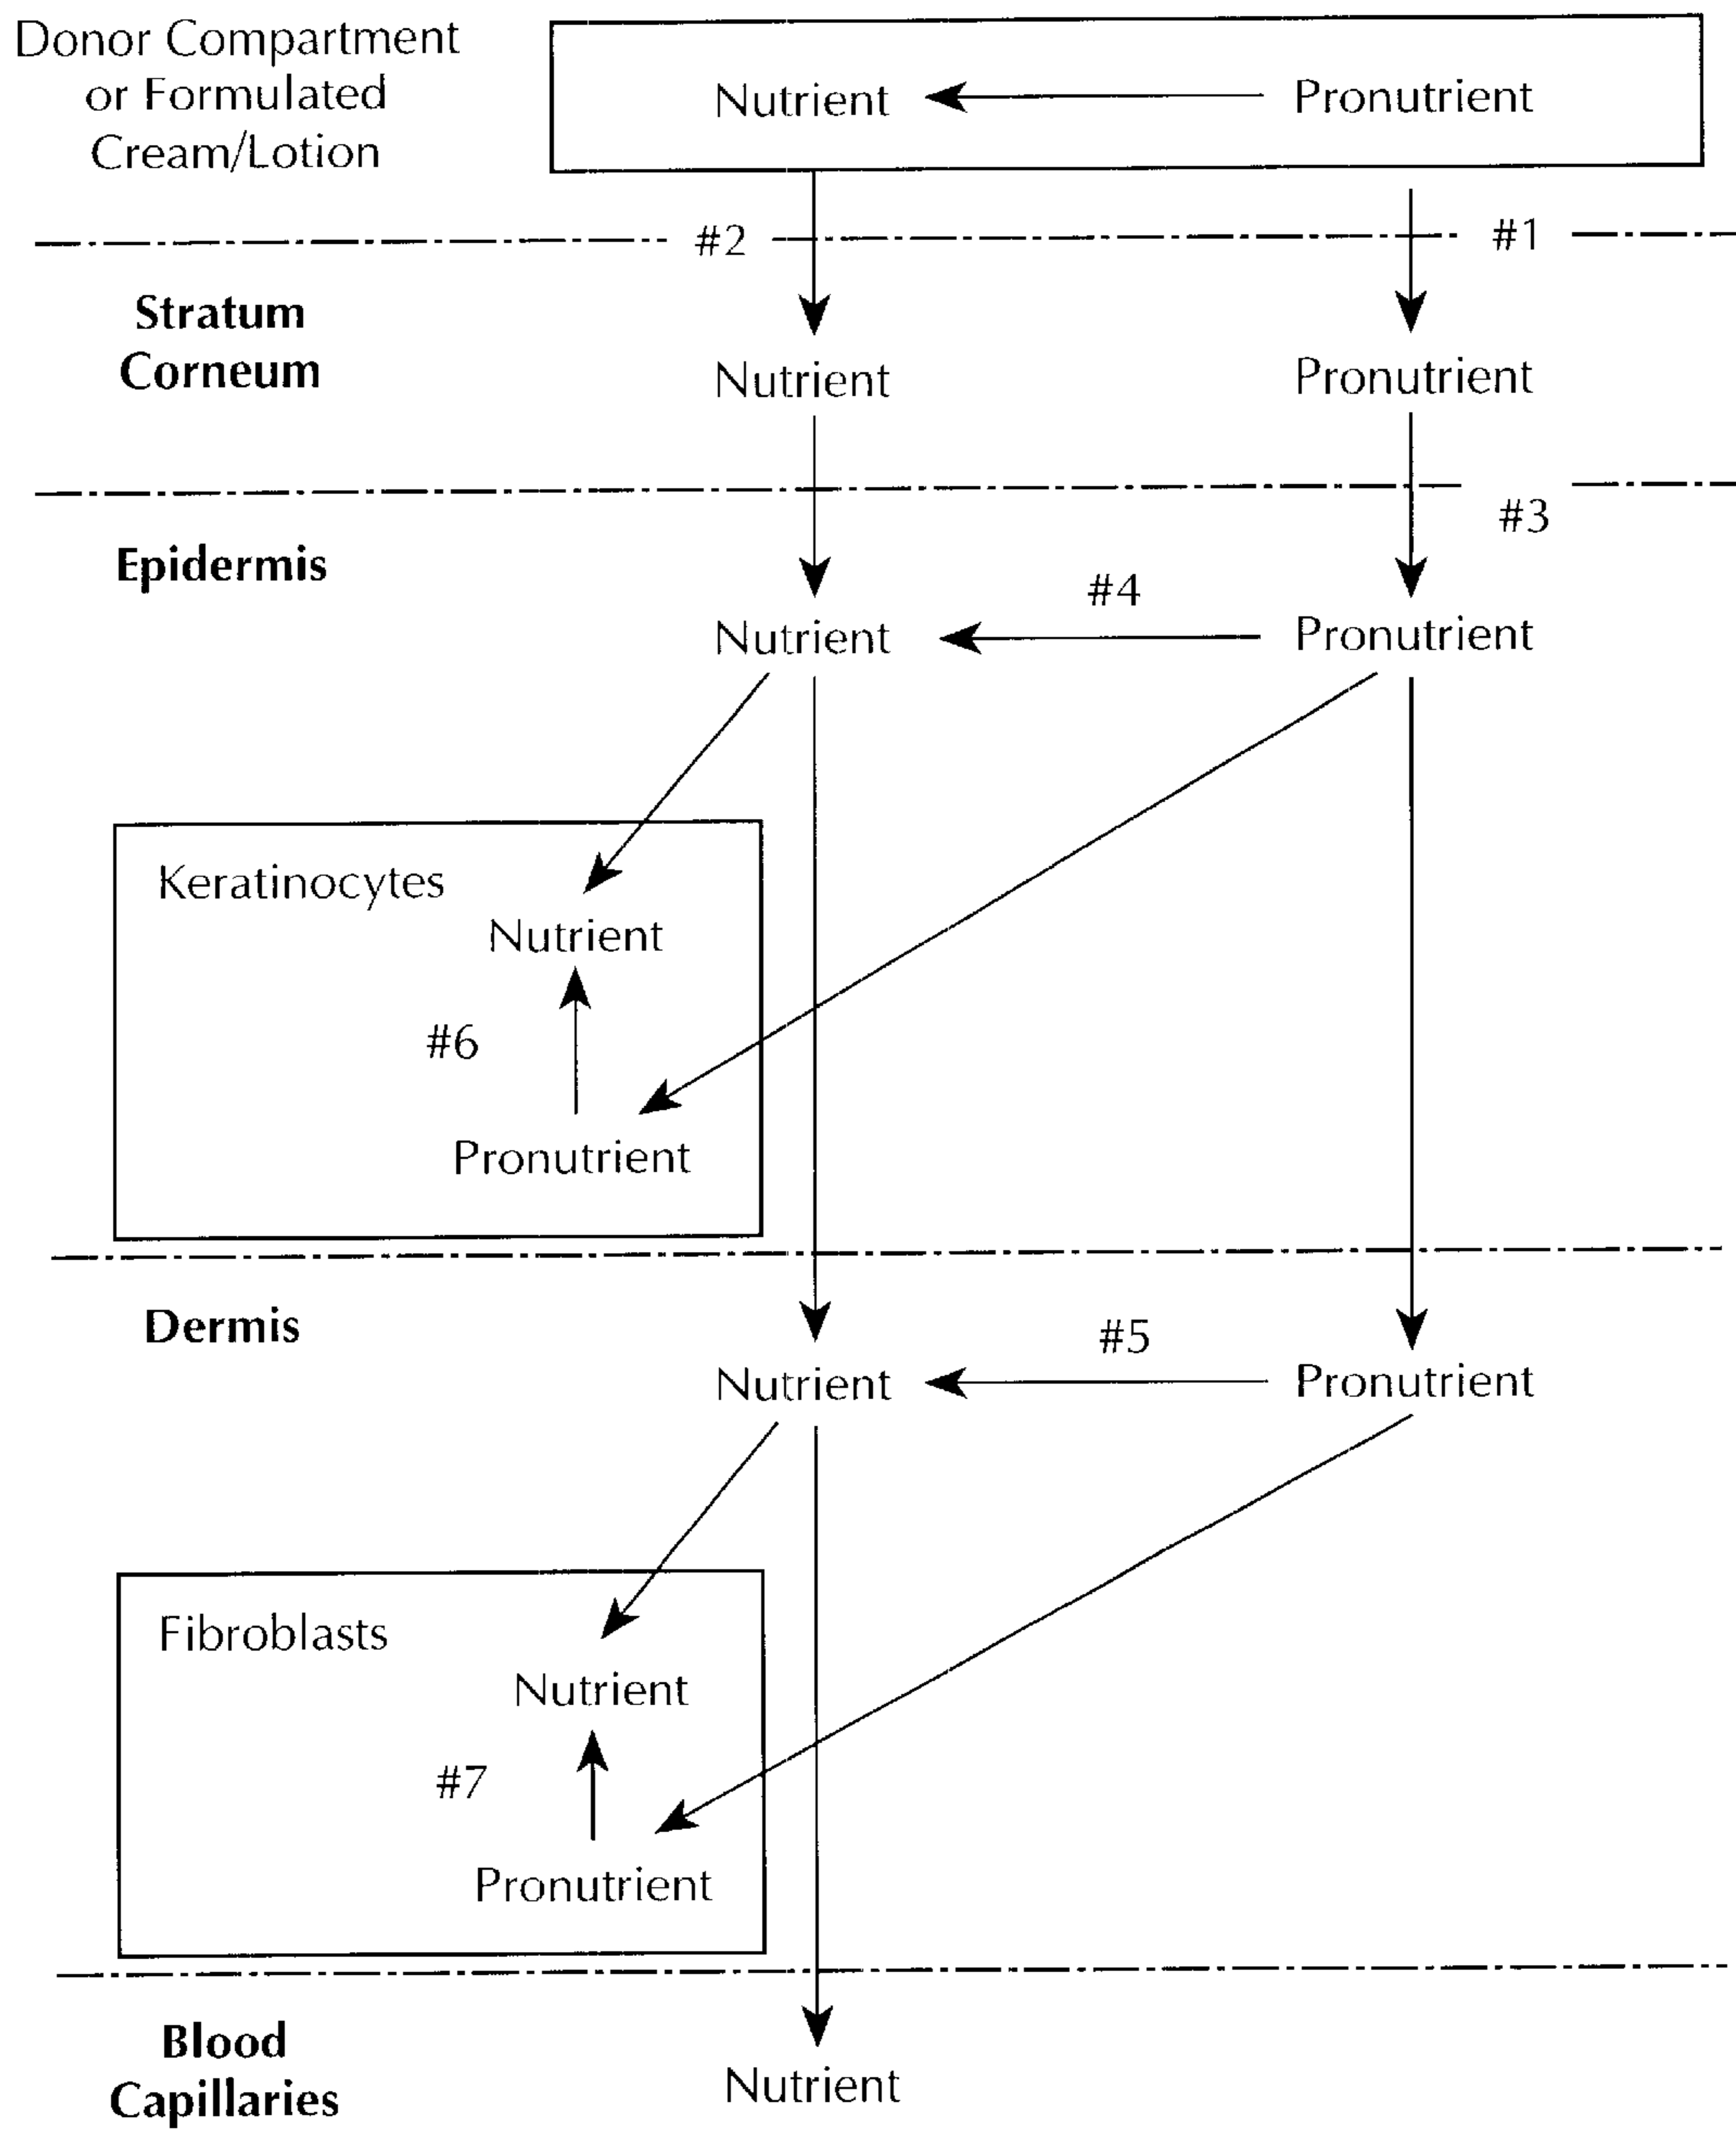 Donor Compartment
or Formulated
Cream/Lotion
Nutrient Pronutrient
#2 #1
Stratum
Corneum
Nutrient Pronutrient
#3
Epidermis
#4
Nutrient Pronutrient
Keratinocytes
Nutrient
#6
Pronutrient
Dermis
#5
Nutrient Pronutrient
Fibroblasts
Nutrient
#7
Pronutrient
Blood
Capillaries
Nutrient